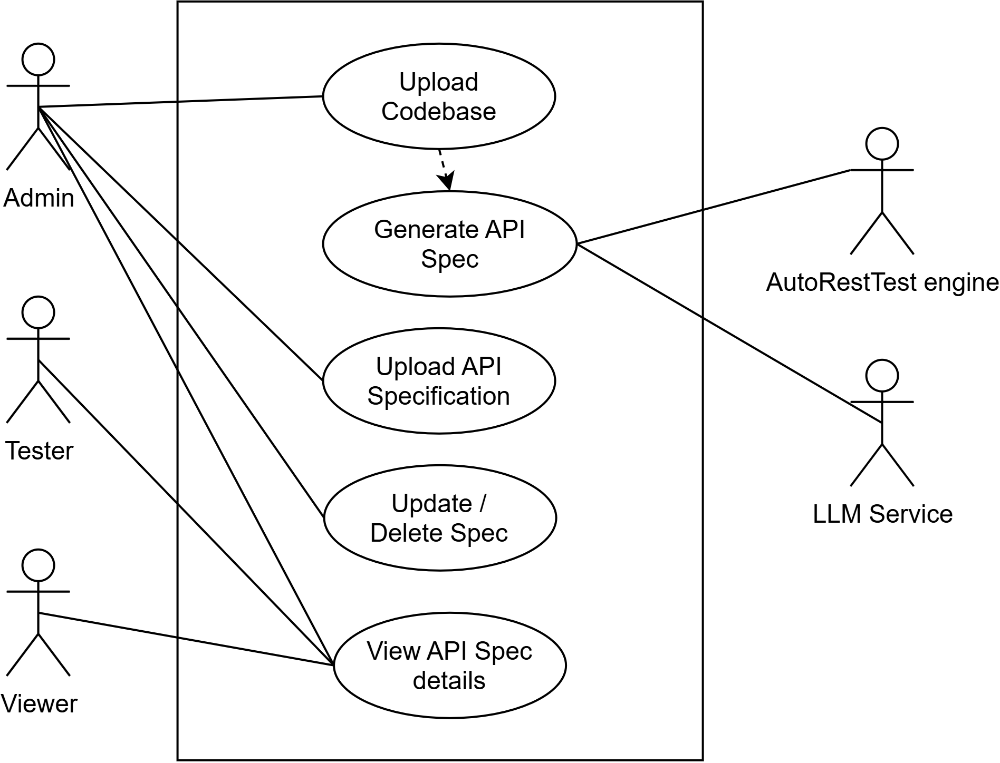 Upload
Codebase
Admin
Generate API
Spec
AutoRestTest engine
Upload API
Specification
Tester
Update /
Delete Spec
LLM Service
View API Spec
details
Viewer